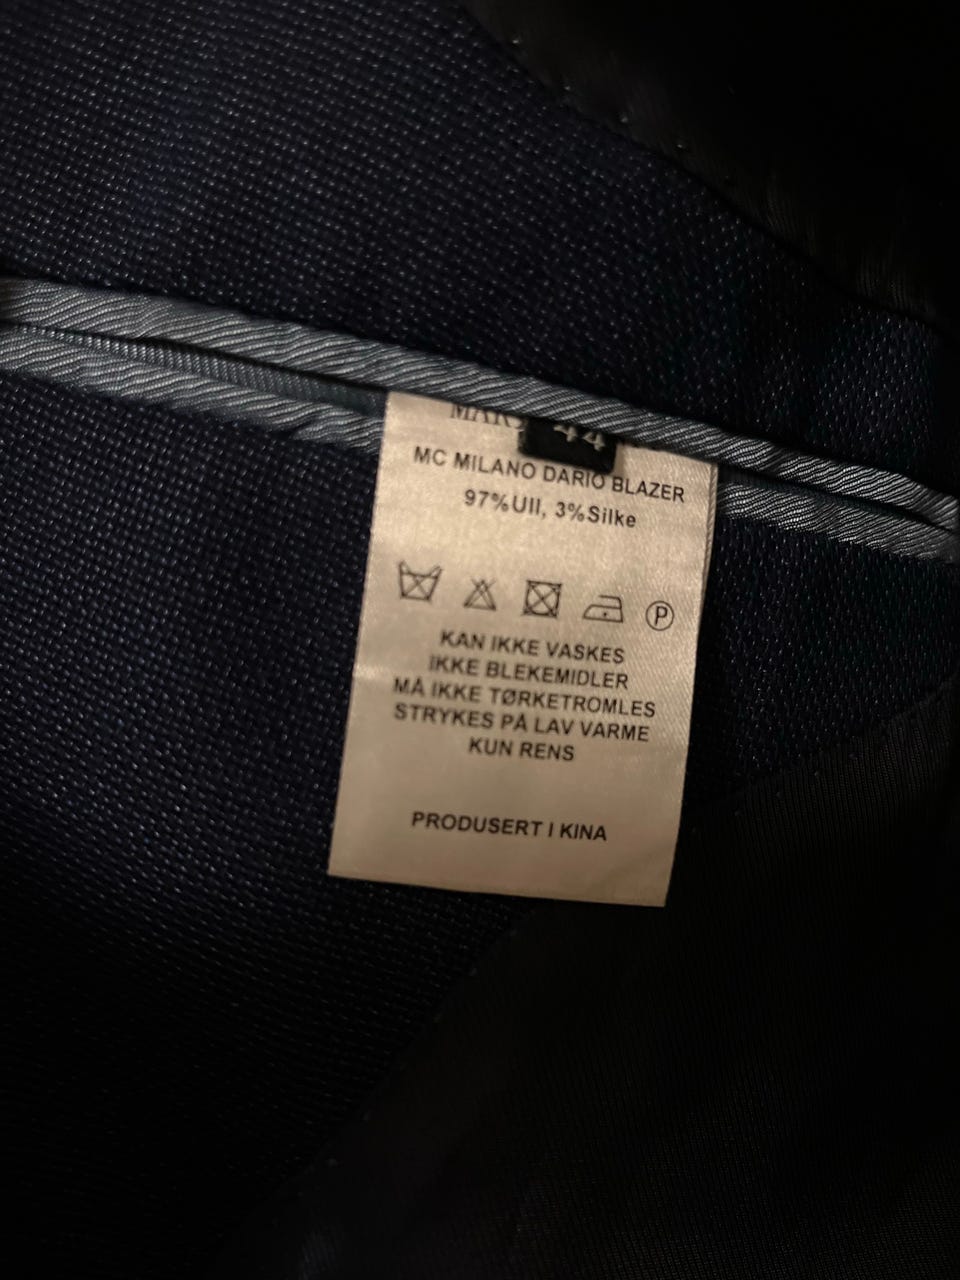 44
MC MILANO DARIO BLAZER
97%Ull, 3%Silke
P
KAN IKKE VASKES
IKKE BLEKEMIDLER
MÅ IKKE TØRKETROMLES
STRYKES PÅ LAV VARME
KUN RENS
PRODUSERT I KINA